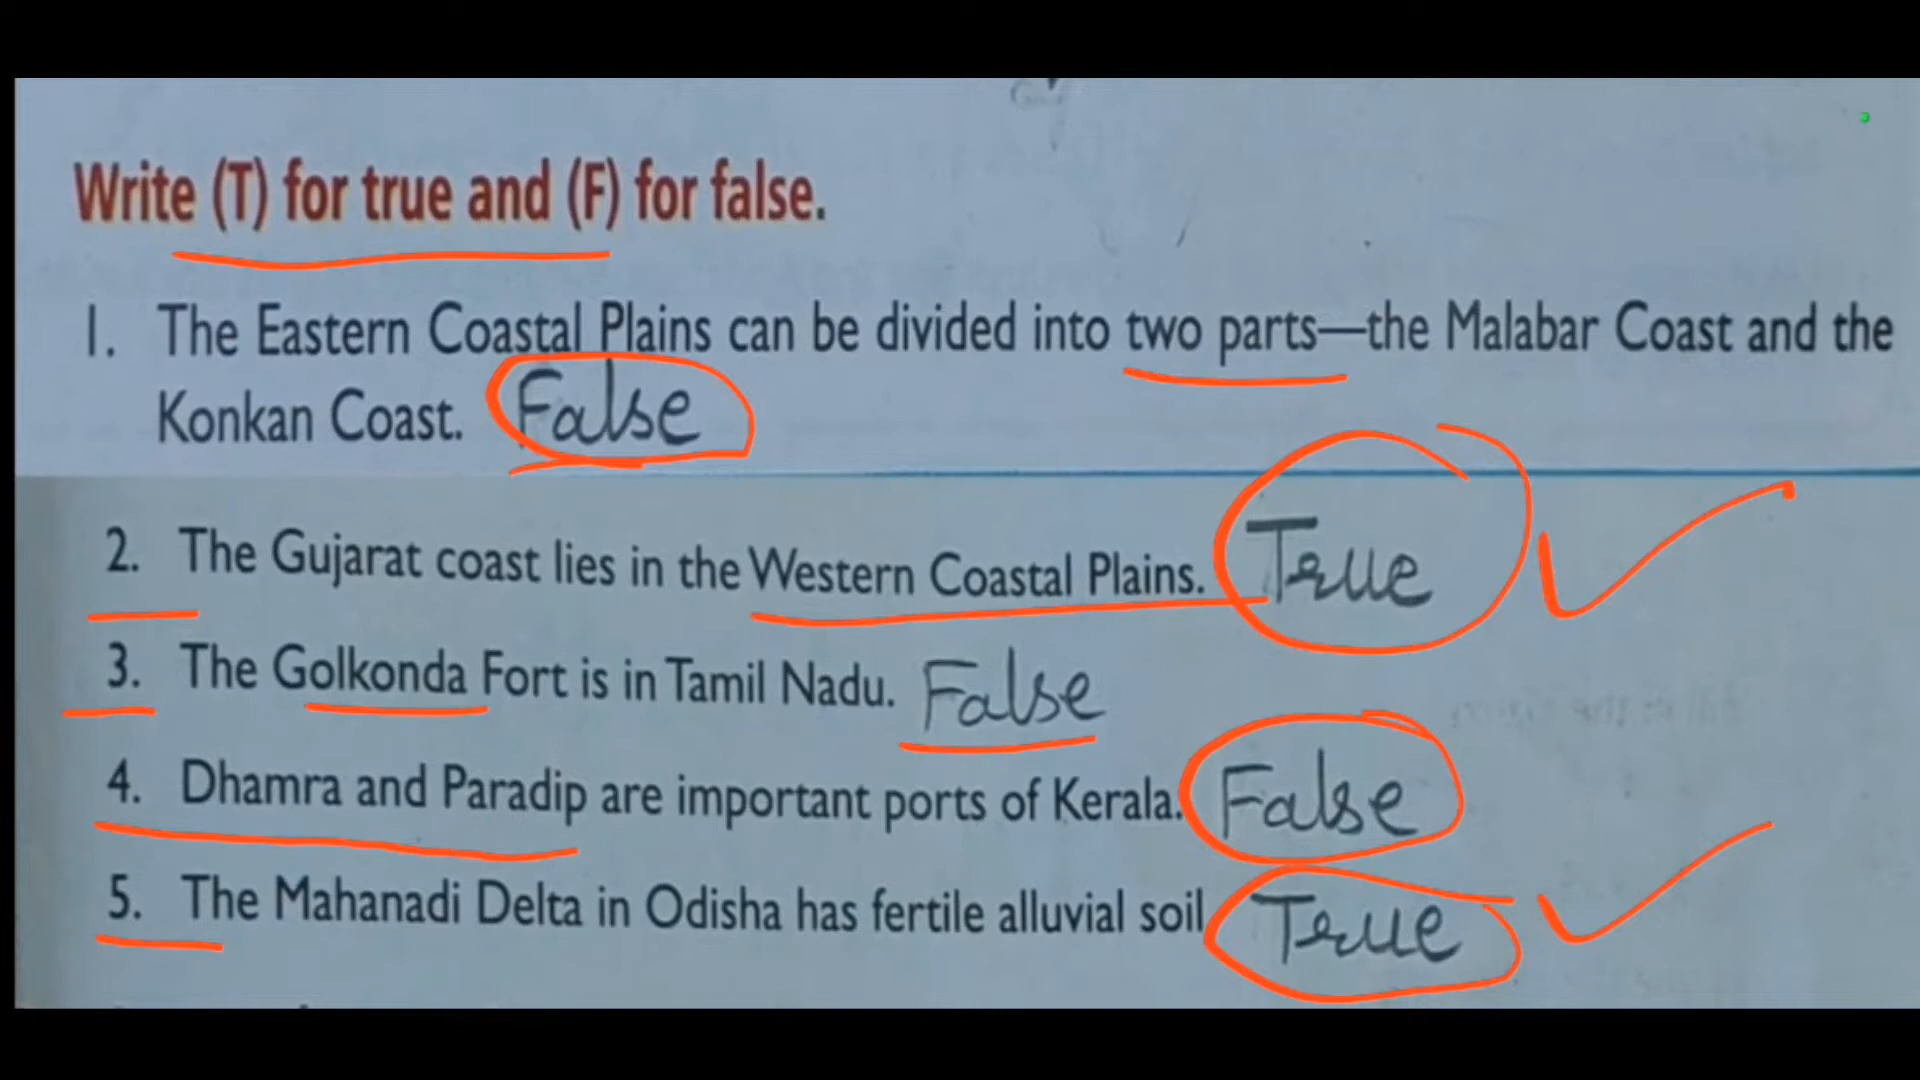 Write (T) for true and (F) for false.
1. The Eastern Coastal Plains can be divided into two parts—the Malabar Coast and the
Konkan Coast. False
2. The Gujarat coast lies in the Western Coastal Plains. True
3. The Golkonda Fort is in Tamil Nadu. False
4. Dhamra and Paradip are important ports of Kerala. False
5. The Mahanadi Delta in Odisha has fertile alluvial soil True